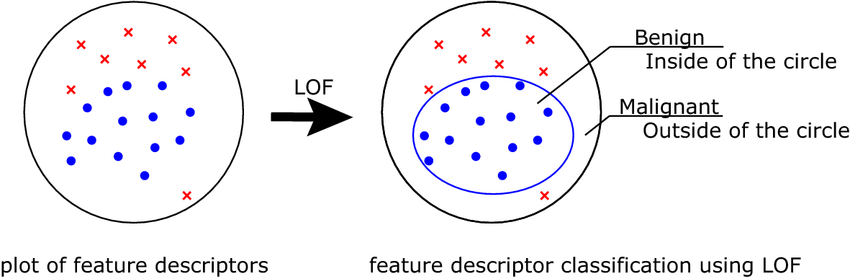 LOF
Benign
Inside of the circle
Malignant
Outside of the circle
plot of feature descriptors
feature descriptor classification using LOF